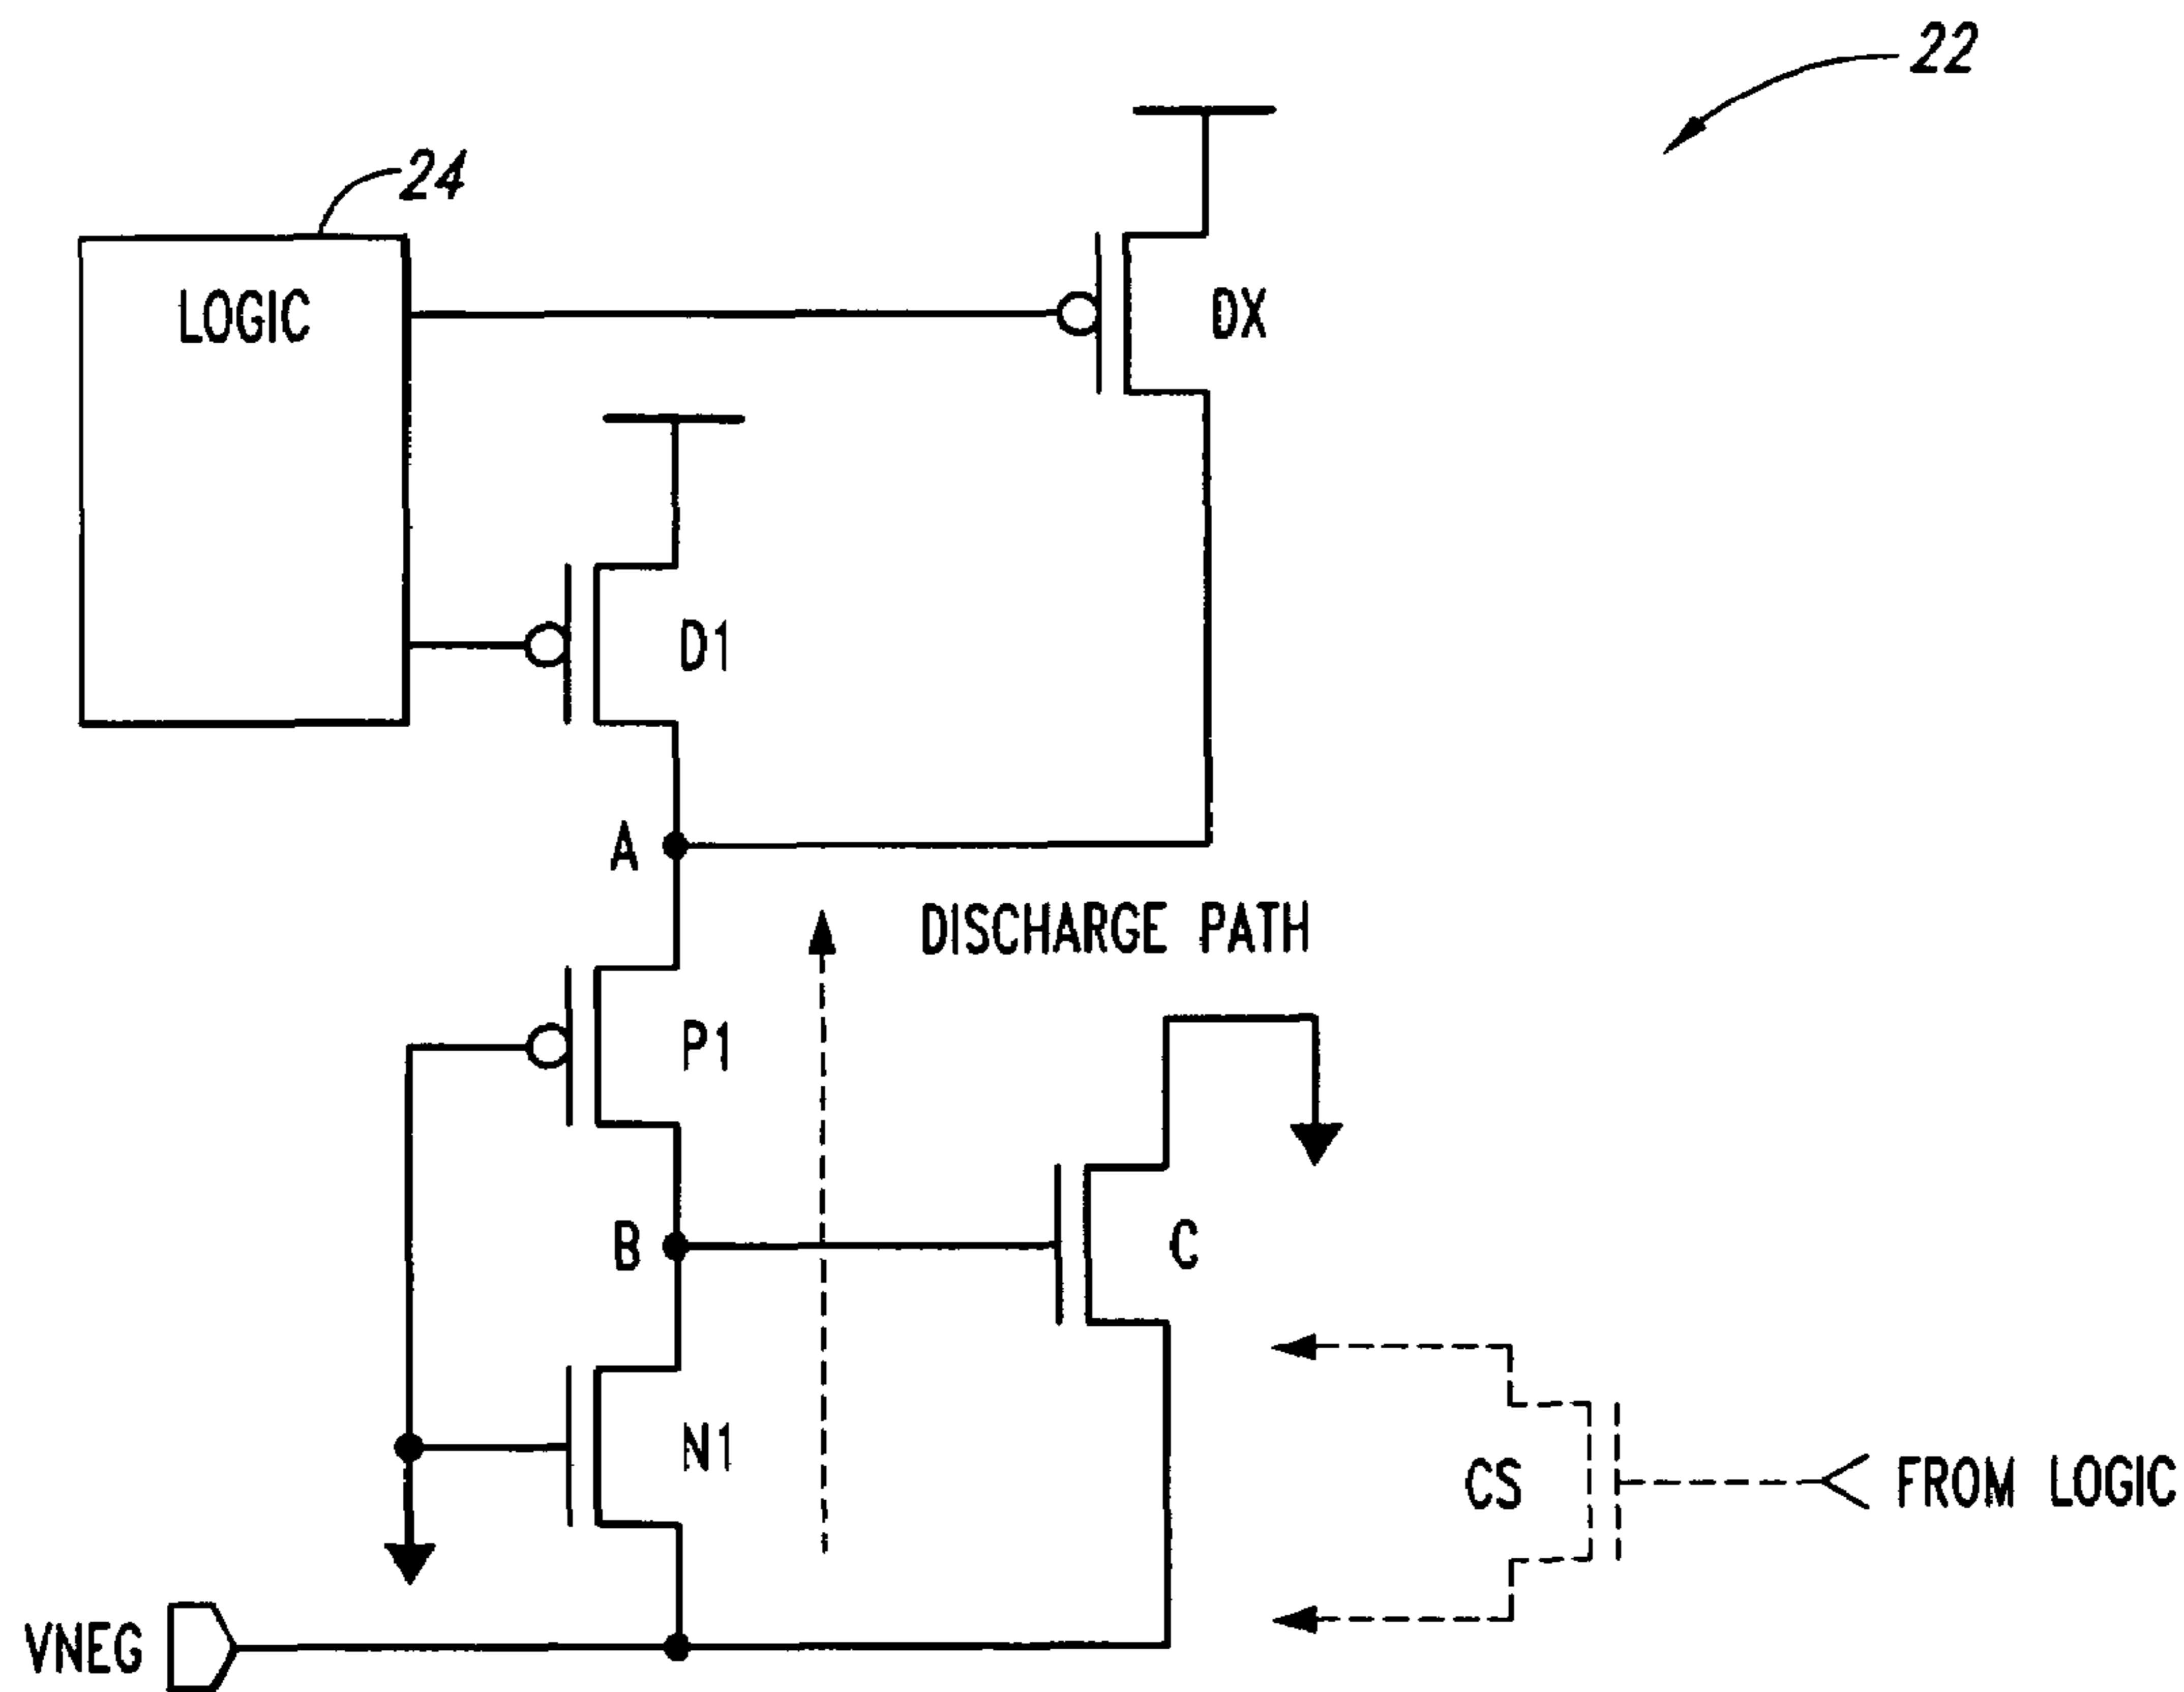 22
24
LOGIC
DX
D1
A
DISCHARGE PATH
P1
B
C
N1
CS
FROM LOGIC
VNEG